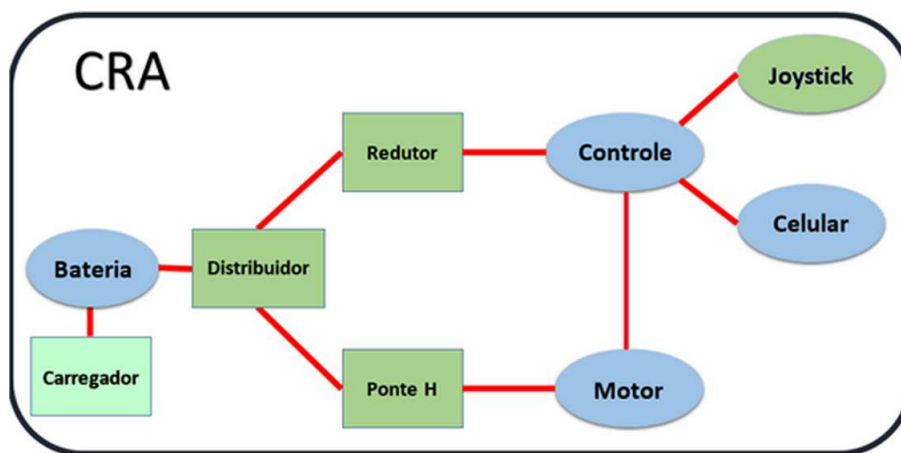 CRA
Joystick
Redutor
Controle
Celular
Bateria
Distribuidor
Carregador
Ponte H
Motor